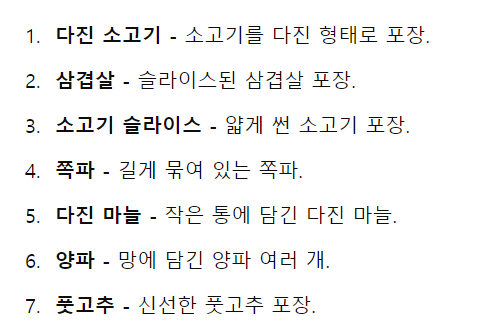 1. 다진 소고기 - 소고기를 다진 형태로 포장.
2. 삼겹살 - 슬라이스된 삼겹살 포장.
3. 소고기 슬라이스 - 얇게 썬 소고기 포장.
4. 쪽파 - 길게 묶여 있는 쪽파.
5. 다진 마늘 - 작은 통에 담긴 다진 마늘.
6. 양파 - 망에 담긴 양파 여러 개.
7. 풋고추 - 신선한 풋고추 포장.